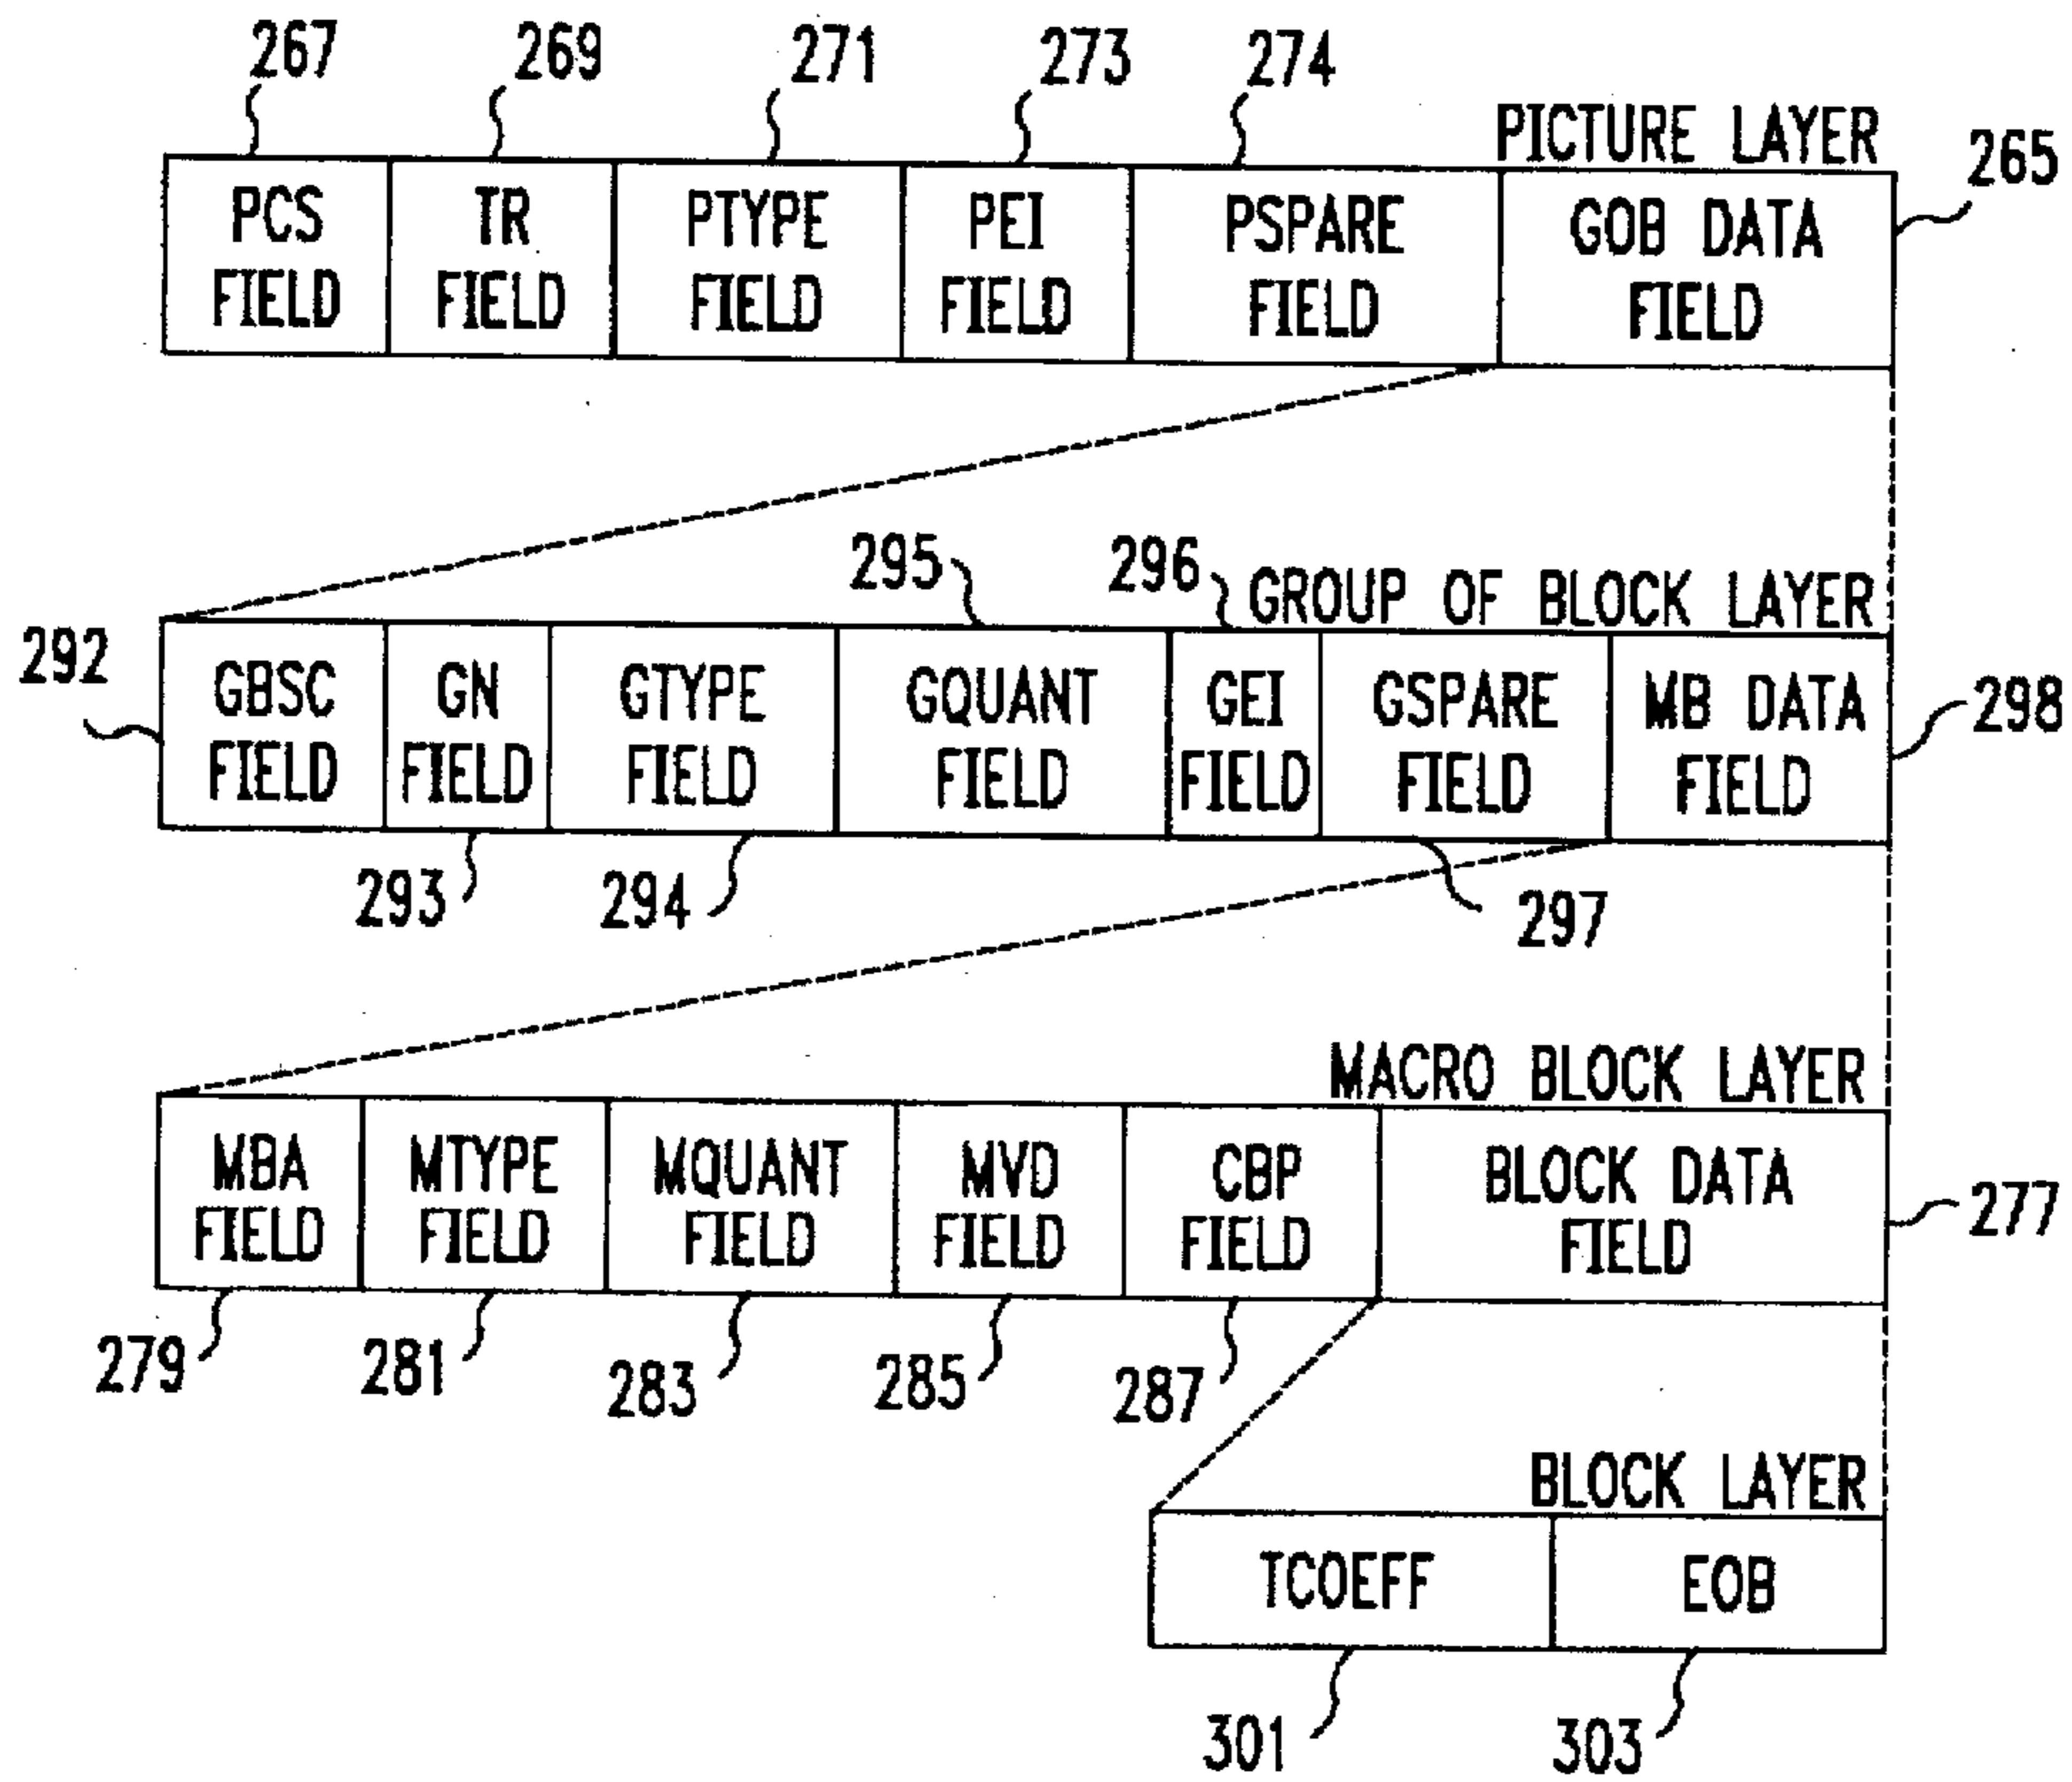 267 269 271 273 274
PICTURE LAYER
265
PCS FIELD
TR FIELD
PTYPE FIELD
PEI FIELD
PSPARE FIELD
GOB DATA FIELD
295 296
GROUP OF BLOCK LAYER
292
GBSC FIELD
GN FIELD
GTYPE FIELD
GQUANT FIELD
GEI FIELD
GSPARE FIELD
MB DATA FIELD
298
293 294 297
MACRO BLOCK LAYER
MBA FIELD
MTYPE FIELD
MQUANT FIELD
MVD FIELD
CBP FIELD
BLOCK DATA FIELD
277
279 281 283 285 287
BLOCK LAYER
TCOEFF
EOB
301 303